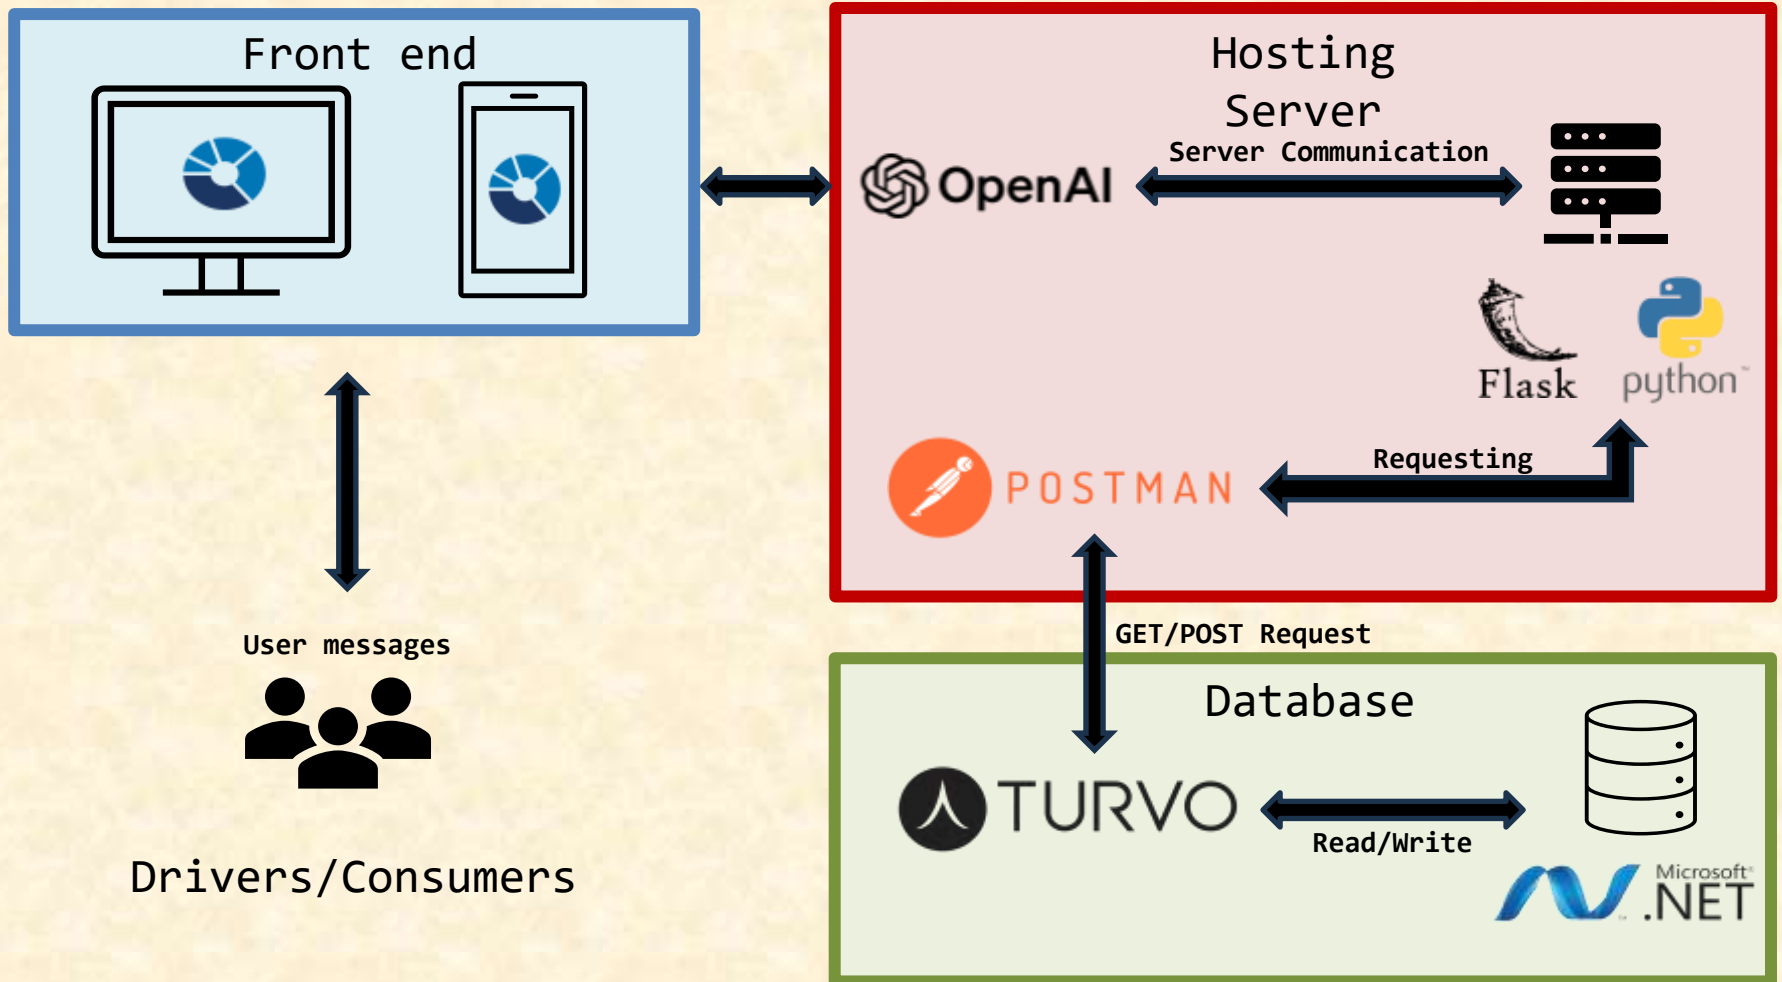 Front end
Hosting
Server
Server Communication
OpenAI
Flask
python™
Requesting
POSTMAN
User messages
Drivers/Consumers
GET/POST Request
Database
TURVO
Read/Write
Microsoft®
.NET